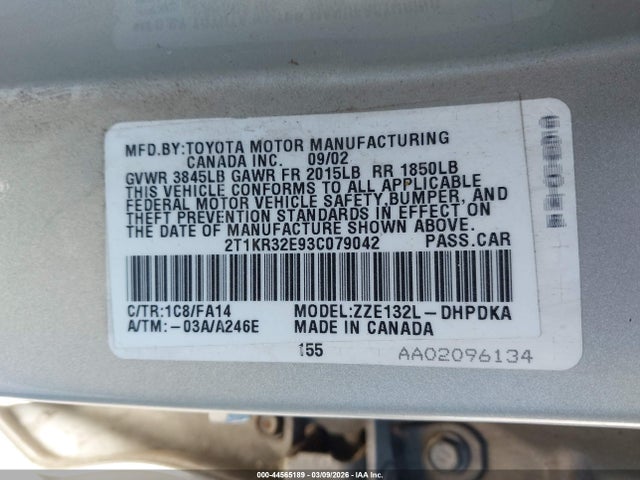 MFD.BY:TOYOTA MOTOR MANUFACTURING
CANADA INC. 09/02
GVWR 3845LB GAWR FR 2015LB RR 1850LB
THIS VEHICLE CONFORMS TO ALL APPLICABLE
FEDERAL MOTOR VEHICLE SAFETY,BUMPER, AND
THEFT PREVENTION STANDARDS IN EFFECT ON
THE DATE OF MANUFACTURE SHOWN ABOVE.
2T1KR32E93C079042 PASS.CAR
C/TR:1C8/FA14 MODEL:ZZE132L-DHPDKA
A/TM:-03A/A246E MADE IN CANADA
155 AA02096134
000-44565189 - 03/09/2026 - IAA Inc.